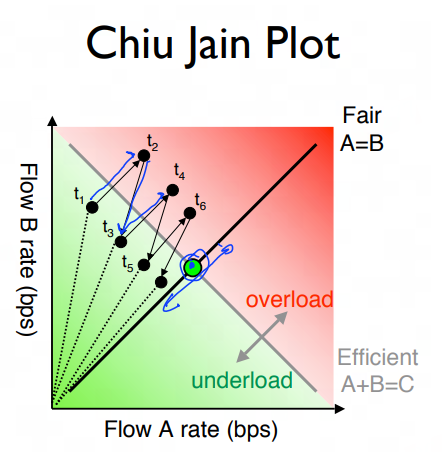 Chiu Jain Plot
Fair
A=B
t2
t4
t1
t6
t3
t5
Flow B rate (bps)
overload
Efficient
A+B=C
underload
Flow A rate (bps)